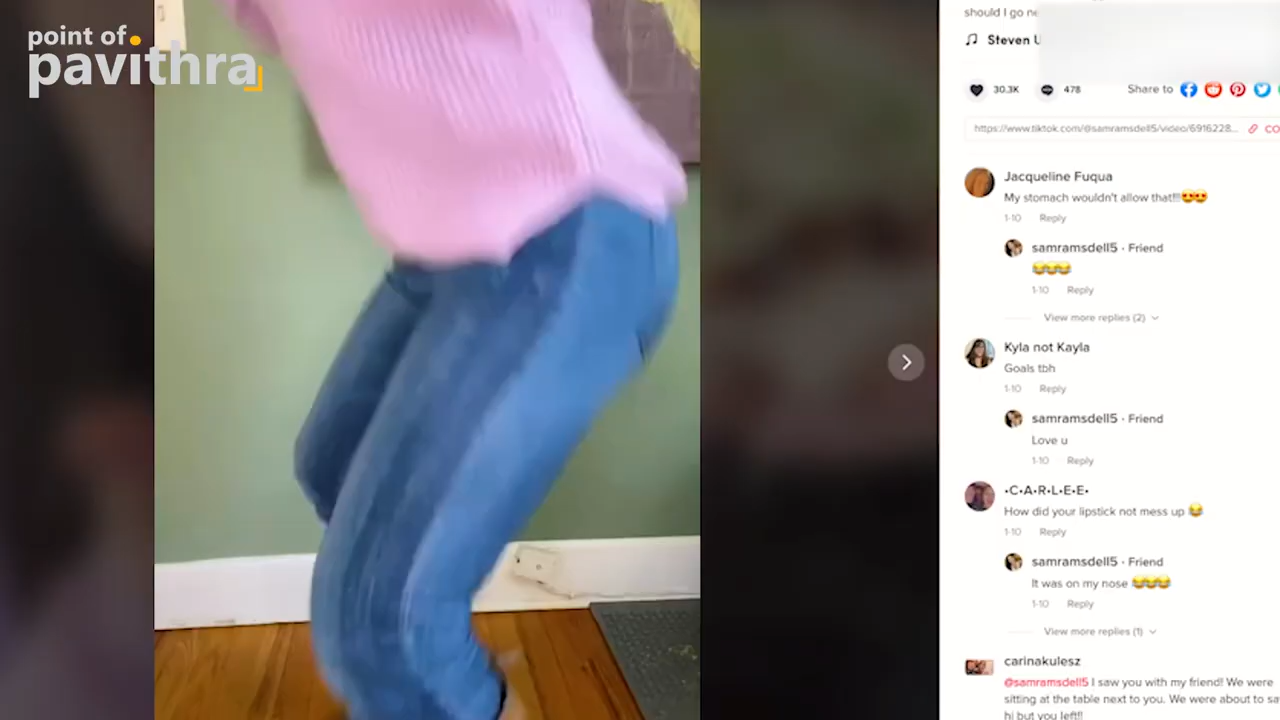 point of
pavithra
should I go
Steven
30.3K
478
Share to
https://www.tiktok.com/@samramsdell5/video/6916228...
CO
Jacqueline Fuqua
My stomach wouldn't allow that!!!😍😍
1-10 Reply
samramsdell5 · Friend
😂😂😂
1-10 Reply
View more replies (2)
Kyla not Kayla
Goals tbh
1-10 Reply
samramsdell5 · Friend
Love u
1-10 Reply
•C•A•R•L•E•E•
How did your lipstick not mess up 😂
1-10 Reply
samramsdell5 · Friend
It was on my nose 😂😂😂
1-10 Reply
View more replies (1)
carinakulesz
@samramsdell5 I saw you with my friend! We were
sitting at the table next to you. We were about to sa
hi but you left!!